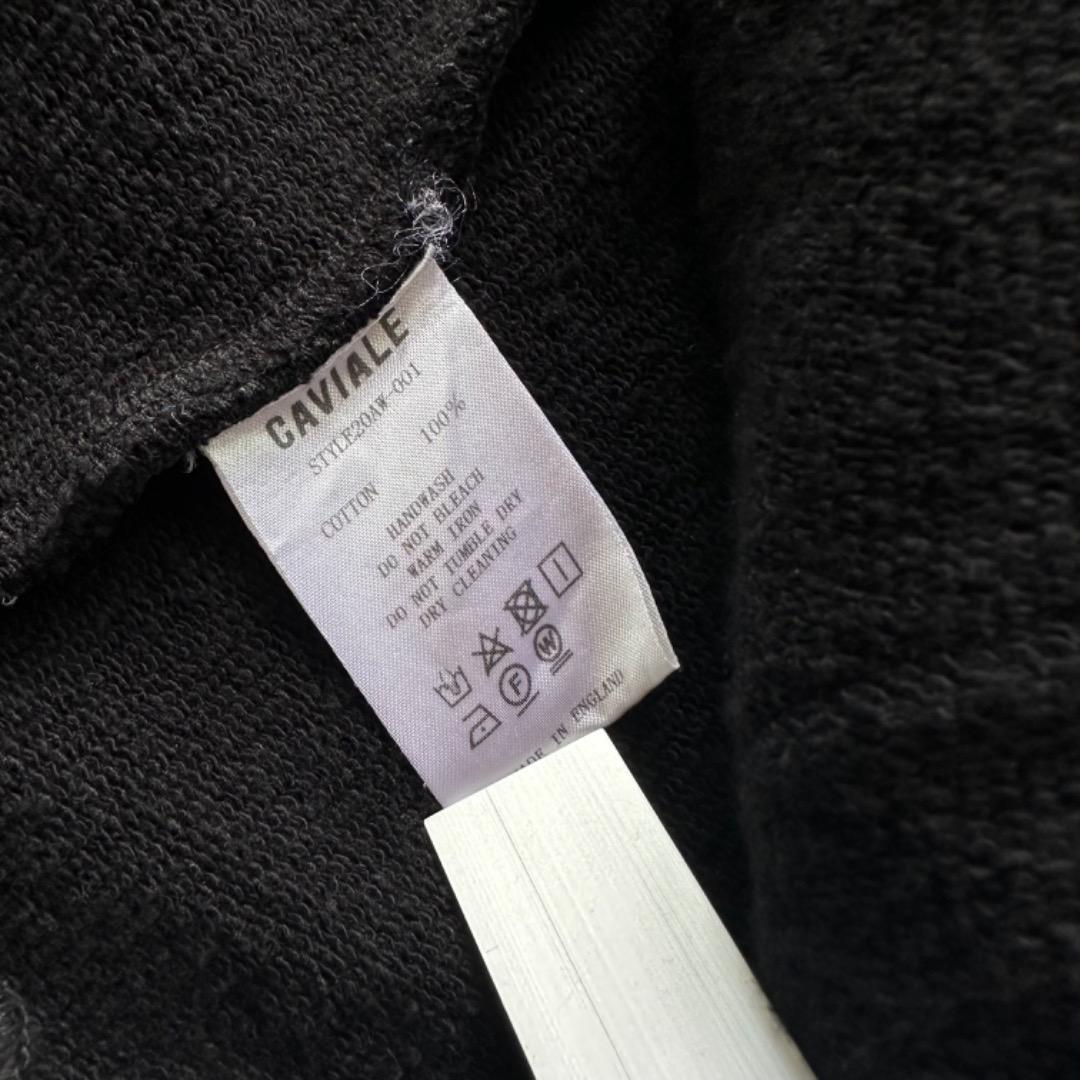 CAVIALE
STYLE20AW-001
COTTON 100%
HANDWASH
DO NOT BLEACH
WARM IRON
DO NOT TUMBLE DRY
DRY CLEANING
F W
IN ENGLAND